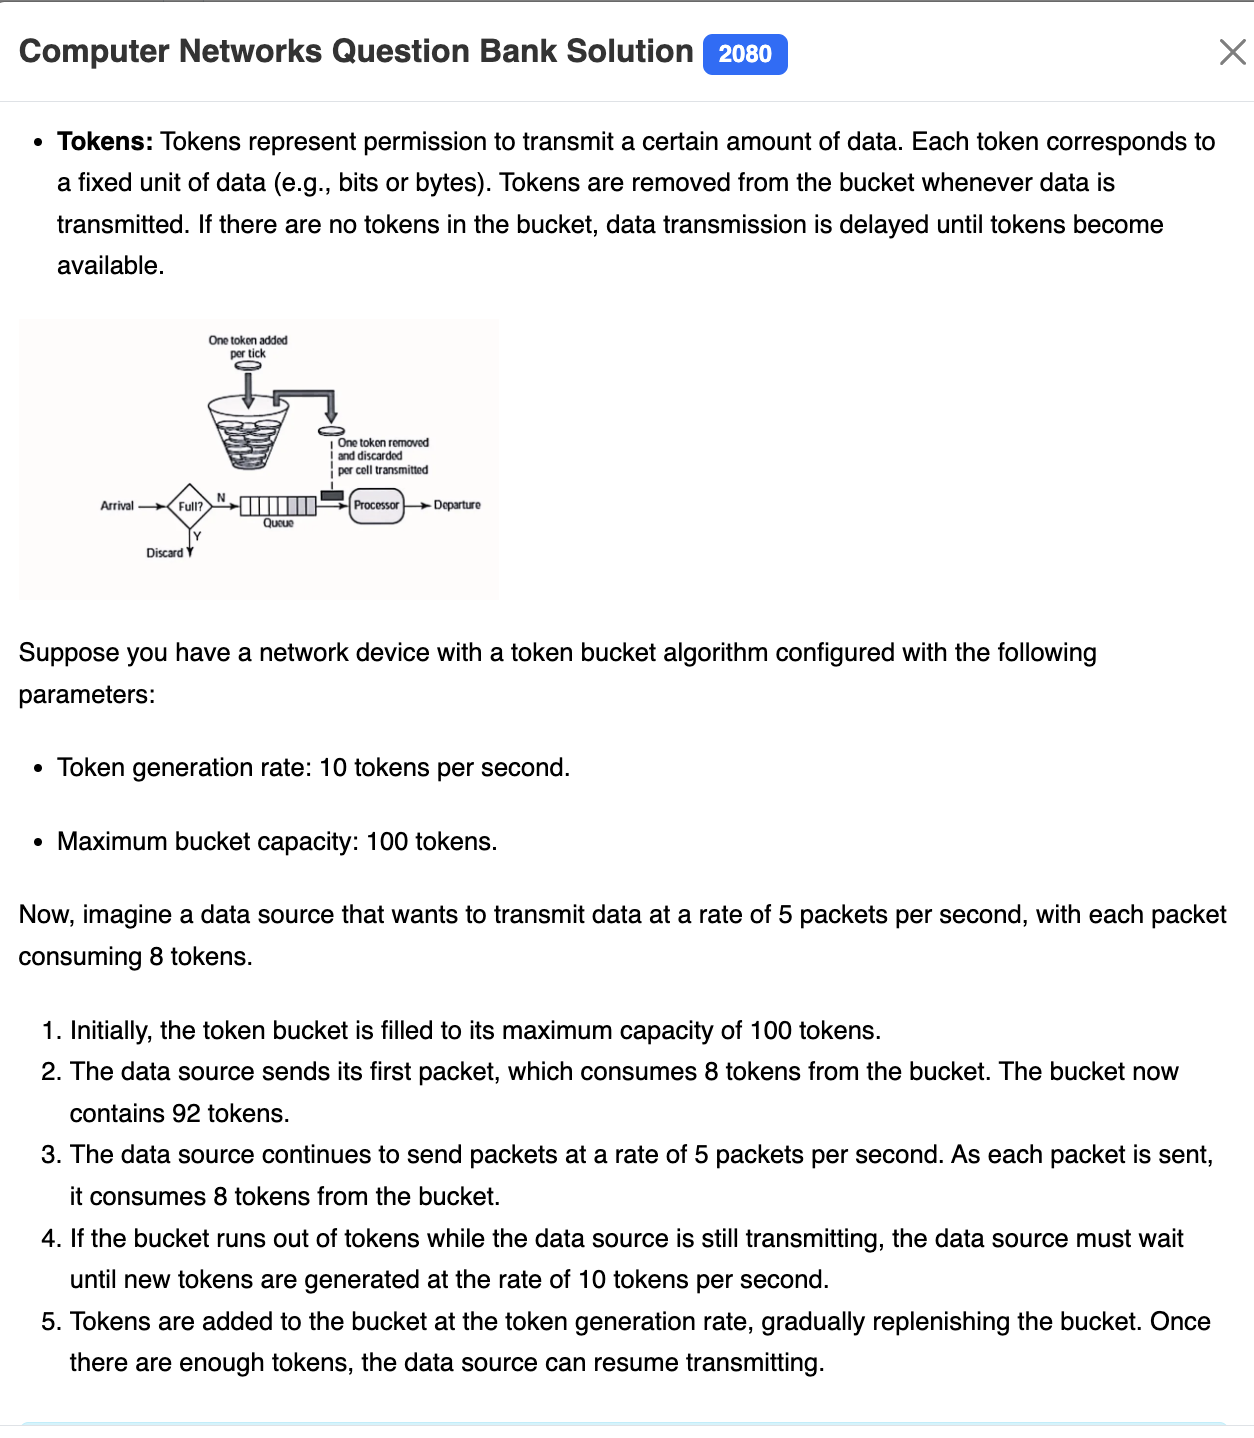 Computer Networks Question Bank Solution 2080
• Tokens: Tokens represent permission to transmit a certain amount of data. Each token corresponds to
a fixed unit of data (e.g., bits or bytes). Tokens are removed from the bucket whenever data is
transmitted. If there are no tokens in the bucket, data transmission is delayed until tokens become
available.
One token added
per tick
One token removed
and discarded
per cell transmitted
Arrival
Full?
N
Queue
Processor
Departure
Y
Discard
Suppose you have a network device with a token bucket algorithm configured with the following
parameters:
• Token generation rate: 10 tokens per second.
• Maximum bucket capacity: 100 tokens.
Now, imagine a data source that wants to transmit data at a rate of 5 packets per second, with each packet
consuming 8 tokens.
1. Initially, the token bucket is filled to its maximum capacity of 100 tokens.
2. The data source sends its first packet, which consumes 8 tokens from the bucket. The bucket now
contains 92 tokens.
3. The data source continues to send packets at a rate of 5 packets per second. As each packet is sent,
it consumes 8 tokens from the bucket.
4. If the bucket runs out of tokens while the data source is still transmitting, the data source must wait
until new tokens are generated at the rate of 10 tokens per second.
5. Tokens are added to the bucket at the token generation rate, gradually replenishing the bucket. Once
there are enough tokens, the data source can resume transmitting.